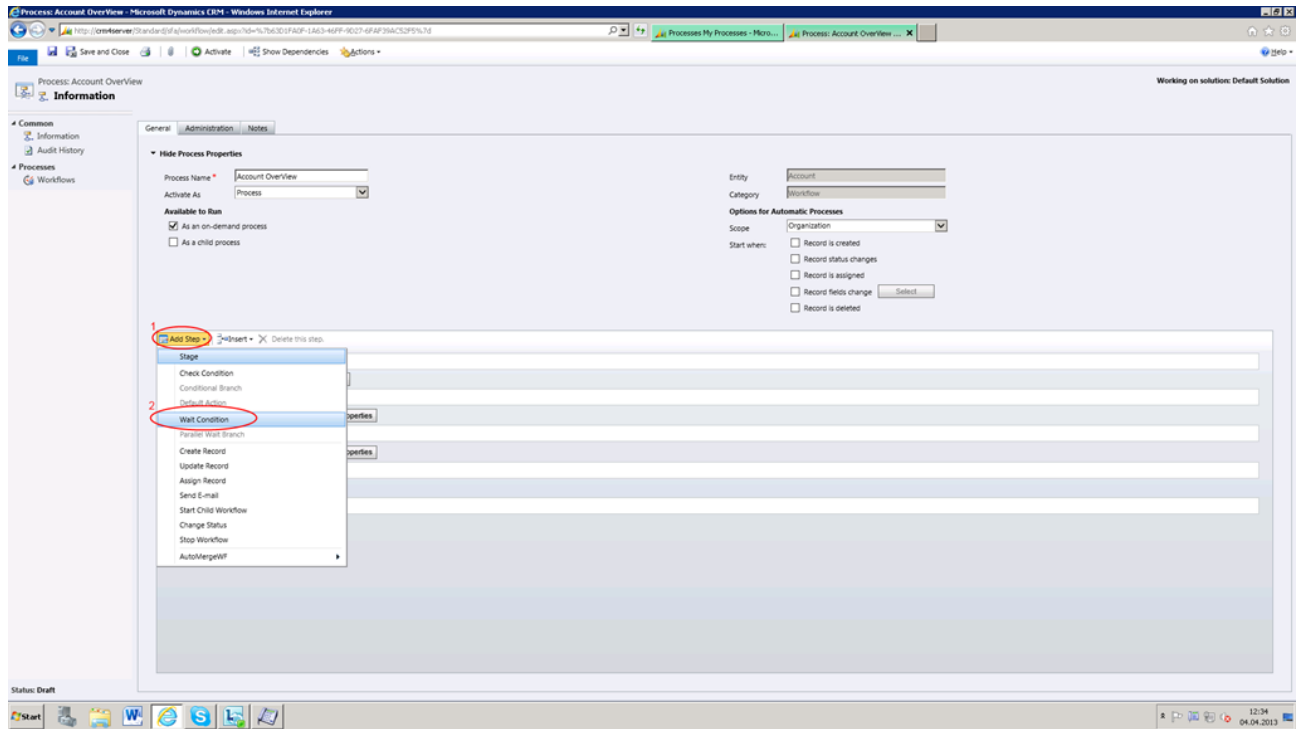 Process: Account OverView - Microsoft Dynamics CRM - Windows Internet Explorer
Processes My Processes - Micro...
Process: Account OverView ...
File
Save and Close
Activate
Show Dependencies
Actions
Help
Process: Account OverView
Information
Working on solution: Default Solution
Common
Information
Audit History
Processes
Workflows
General Administration Notes
Hide Process Properties
Process Name * Account OverView
Activate As Process
Available to Run
As an on-demand process
As a child process
Entity Account
Category Workflow
Options for Automatic Processes
Scope Organization
Start when: Record is created
Record status changes
Record is assigned
Record fields change Select
Record is deleted
1
Add Step Insert Delete this step.
Stage
Check Condition
Conditional Branch
Default Action
2
Wait Condition
operties
Parallel Wait Branch
Create Record
operties
Update Record
Assign Record
Send E-mail
Start Child Workflow
Change Status
Stop Workflow
AutoMergeWF
Status: Draft
Start
12:34
04.04.2013